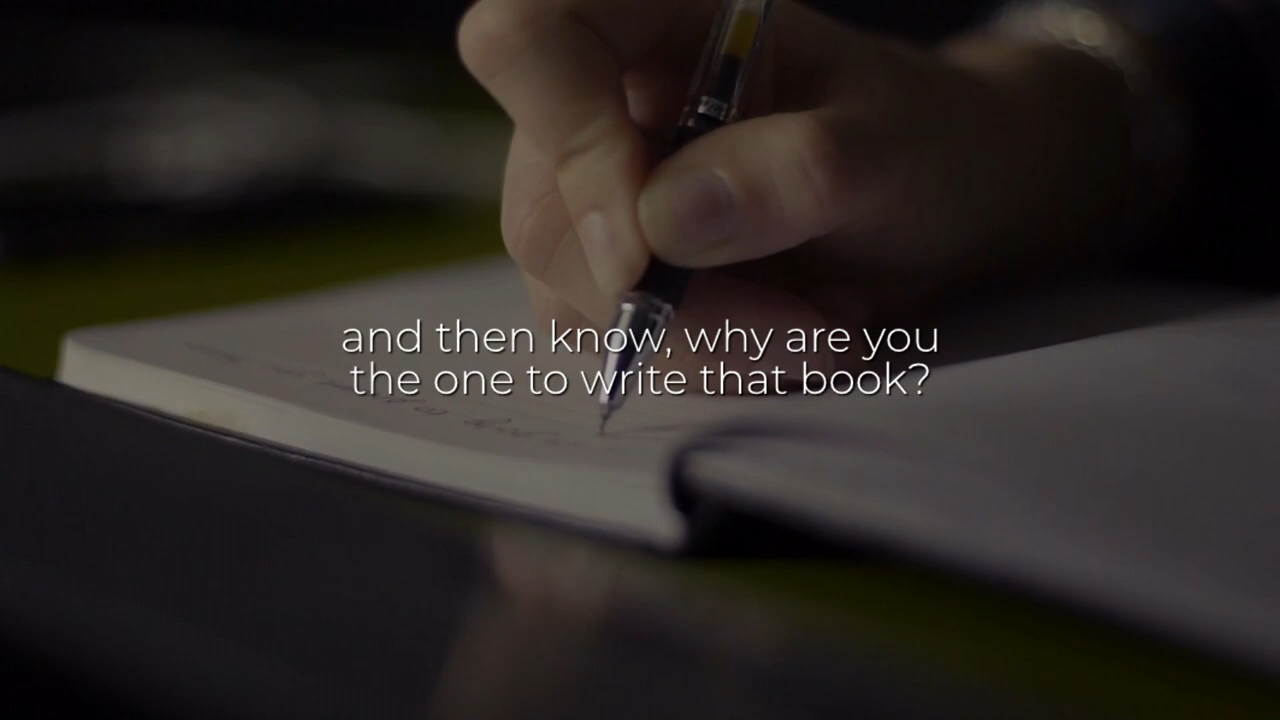 and then know, why are you
the one to write that book?